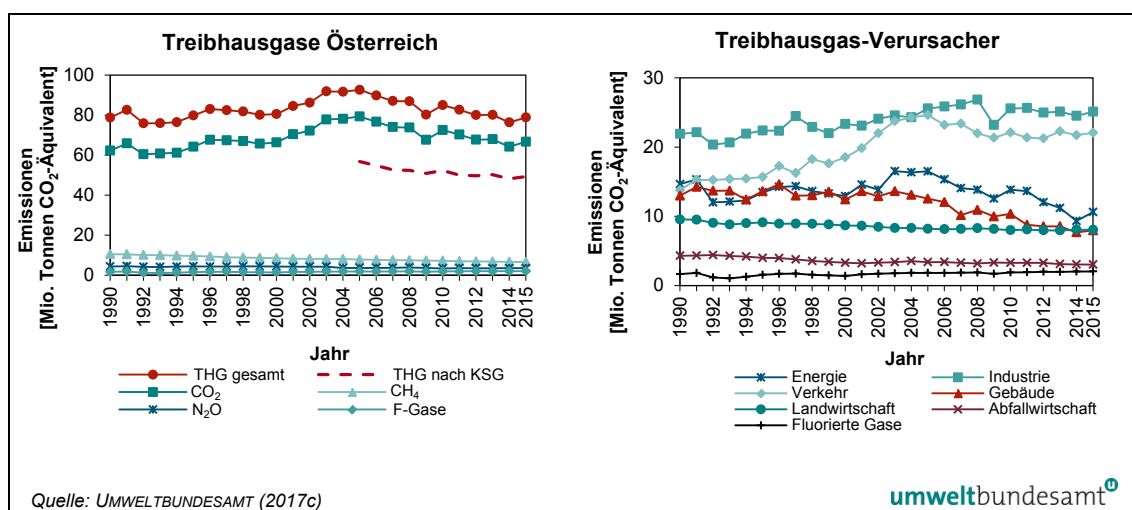 Treibhausgase Österreich
Emissionen
[Mio. Tonnen CO₂-Äquivalent]
100
80
60
40
20
0
1990
1992
1994
1996
1998
2000
2002
2004
2006
2008
2010
2012
2014
2015
Jahr
THG gesamt
THG nach KSG
CO₂
CH₄
N₂O
F-Gase
Treibhausgas-Verursacher
Emissionen
[Mio. Tonnen CO₂-Äquivalent]
30
20
10
0
1990
1992
1994
1996
1998
2000
2002
2004
2006
2008
2010
2012
2014
2015
Jahr
Energie
Industrie
Verkehr
Gebäude
Landwirtschaft
Abfallwirtschaft
Fluorierte Gase
Quelle: UMWELTBUNDESAMT (2017c)
umweltbundesamt u